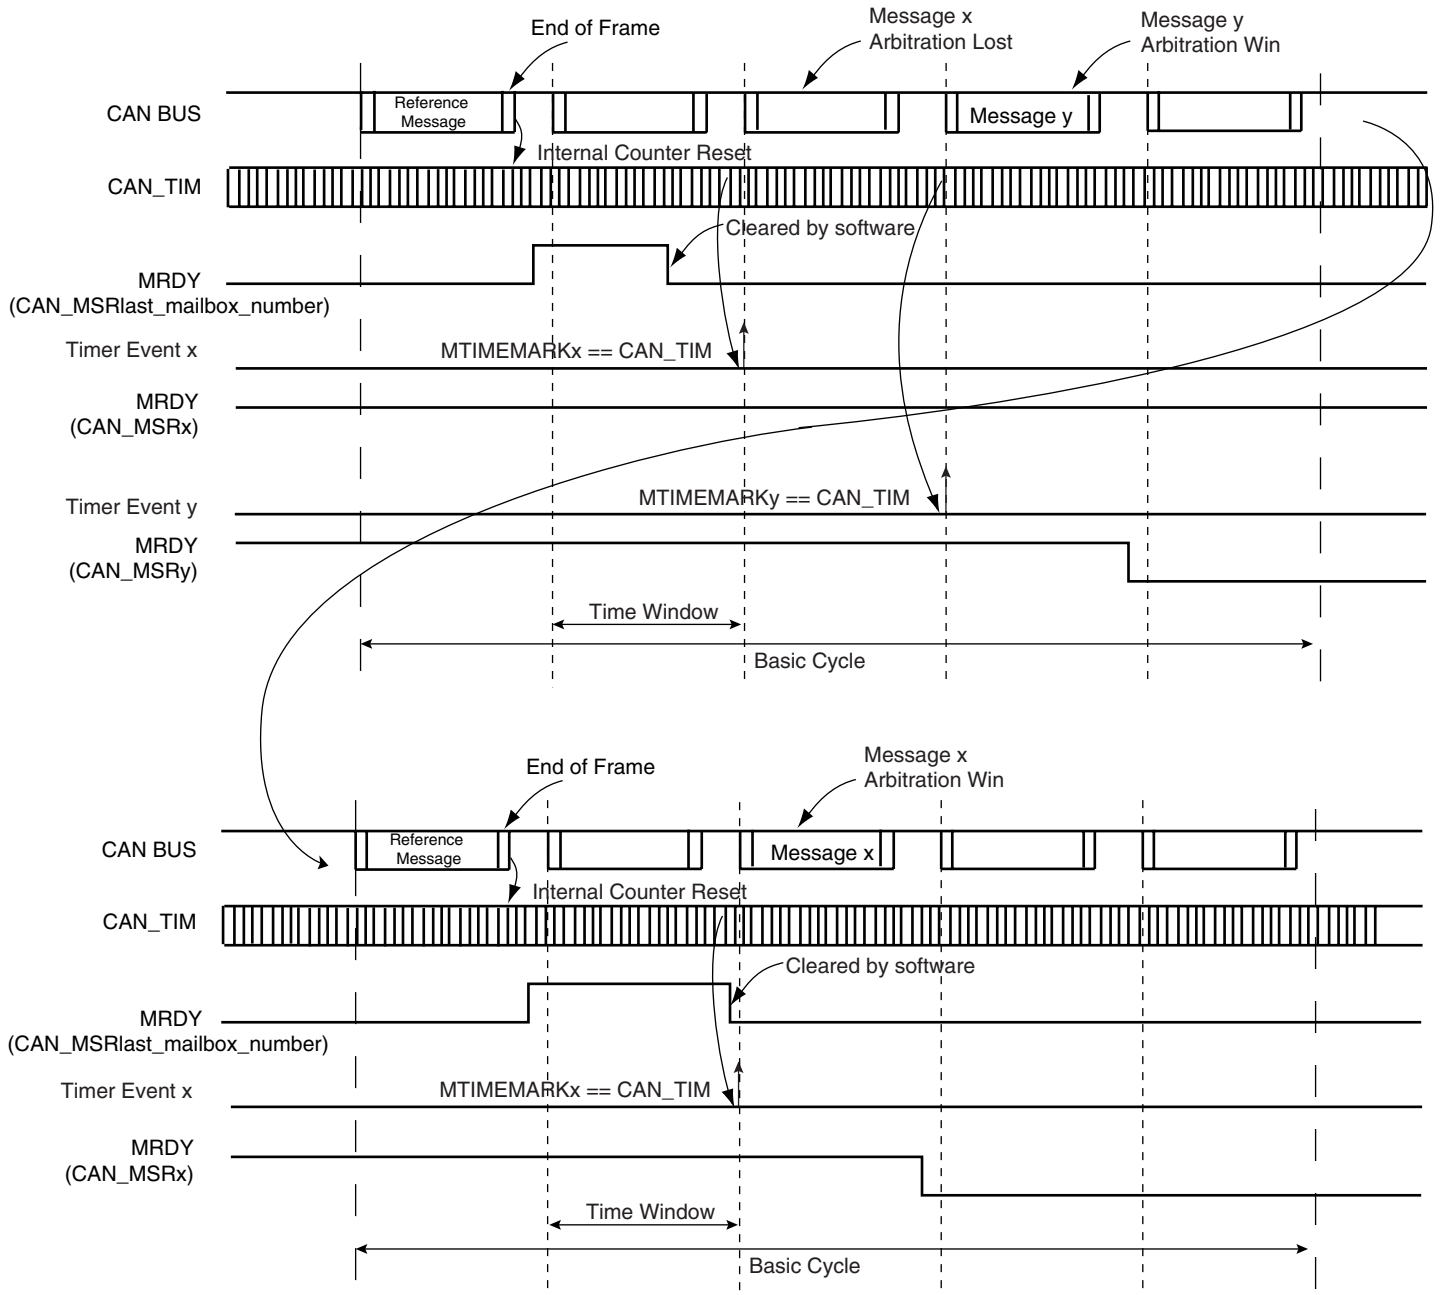 End of Frame
Message x
Arbitration Lost
Message y
Arbitration Win
CAN BUS
Reference
Message
Message y
Internal Counter Reset
CAN_TIM
Cleared by software
MRDY
(CAN_MSRlast_mailbox_number)
Timer Event x
MTIMEMARKx == CAN_TIM
MRDY
(CAN_MSRx)
Timer Event y
MTIMEMARKy == CAN_TIM
MRDY
(CAN_MSRy)
Time Window
Basic Cycle
End of Frame
Message x
Arbitration Win
CAN BUS
Reference
Message
Message x
Internal Counter Reset
CAN_TIM
Cleared by software
MRDY
(CAN_MSRlast_mailbox_number)
Timer Event x
MTIMEMARKx == CAN_TIM
MRDY
(CAN_MSRx)
Time Window
Basic Cycle